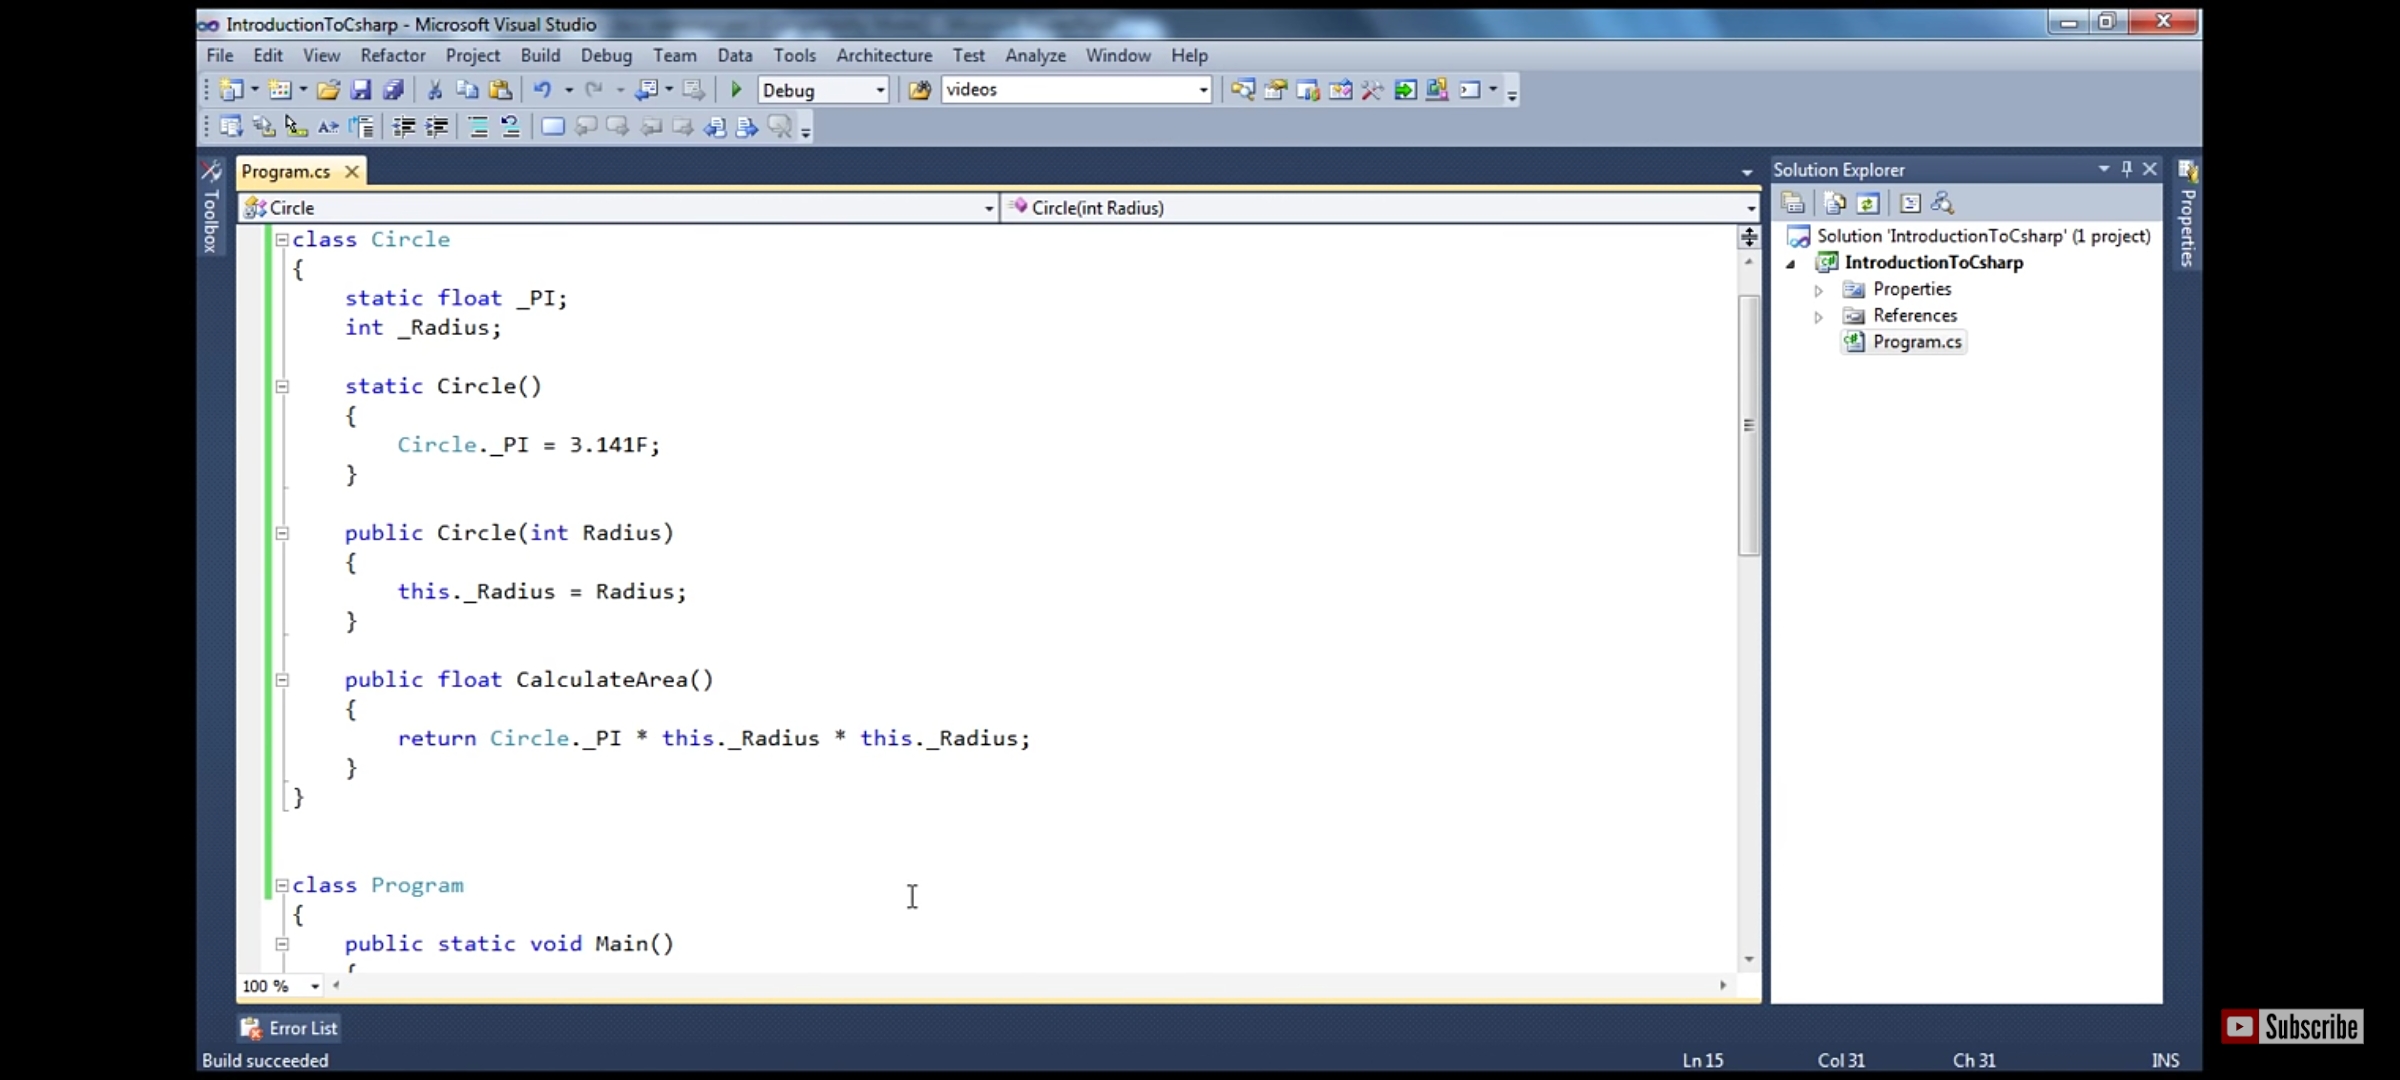 IntroductionToCsharp - Microsoft Visual Studio
File Edit View Refactor Project Build Debug Team Data Tools Architecture Test Analyze Window Help
Debug videos
Toolbox
Program.cs
Circle Circle(int Radius)
class Circle
{
static float _PI;
int _Radius;
static Circle()
{
Circle._PI = 3.141F;
}
public Circle(int Radius)
{
this._Radius = Radius;
}
public float CalculateArea()
{
return Circle._PI * this._Radius * this._Radius;
}
}
class Program
{
public static void Main()
{
100 %
Solution Explorer
Solution 'IntroductionToCsharp' (1 project)
IntroductionToCsharp
Properties
References
Program.cs
Properties
Error List
Build succeeded Ln 15 Col 31 Ch 31 INS
Subscribe